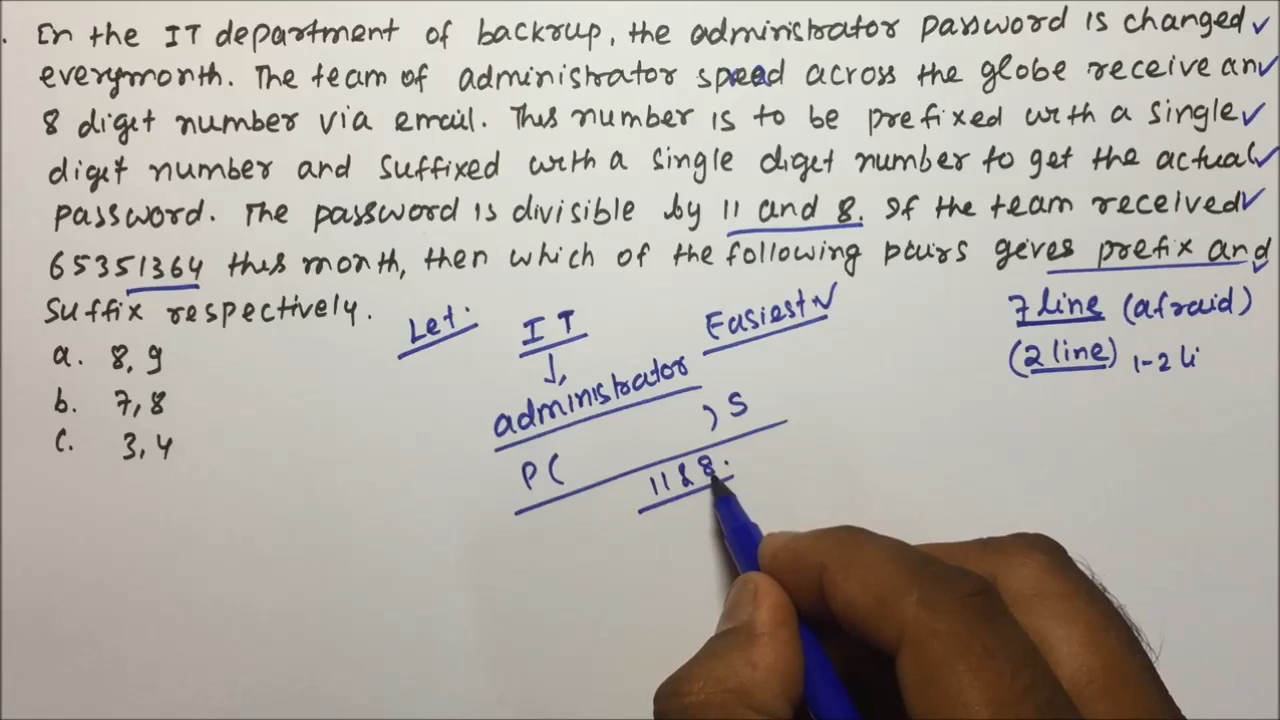 . In the IT department of backrup, the administrator password is changed
everymonth. The team of administrator spread across the globe receive an
8 digit number via email. This number is to be prefixed with a single
digit number and suffixed with a single digit number to get the actual
password. The password is divisible by 11 and 8. If the team received
65351364 this month, then which of the following pairs gives prefix and
suffix respectively.
a. 8, 9
b. 7, 8
c. 3, 4
Let.
IT
administrator
P( ) S
11 & 8.
Easiest
7 line (afraid)
(2 line) 1-2 li